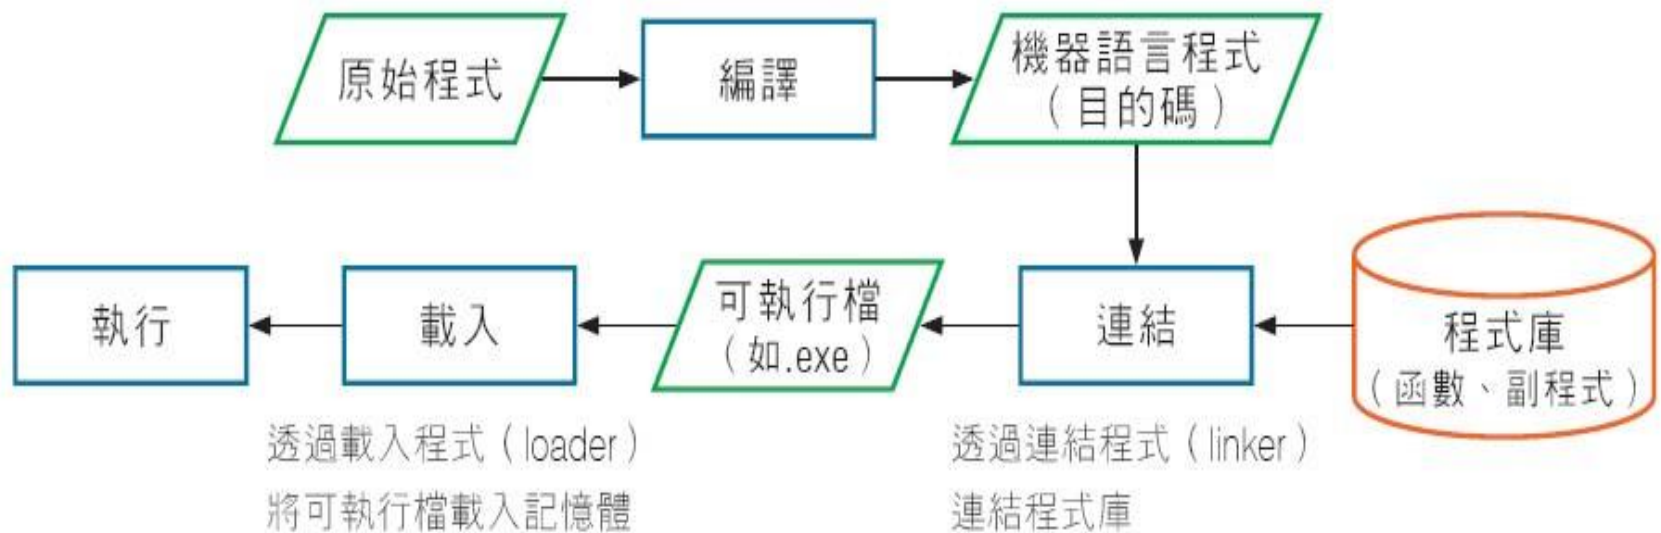 原始程式
編譯
機器語言程式
（目的碼）
執行
載入
可執行檔
（如.exe）
連結
程式庫
（函數、副程式）
透過載入程式（loader）
將可執行檔載入記憶體
透過連結程式（linker）
連結程式庫